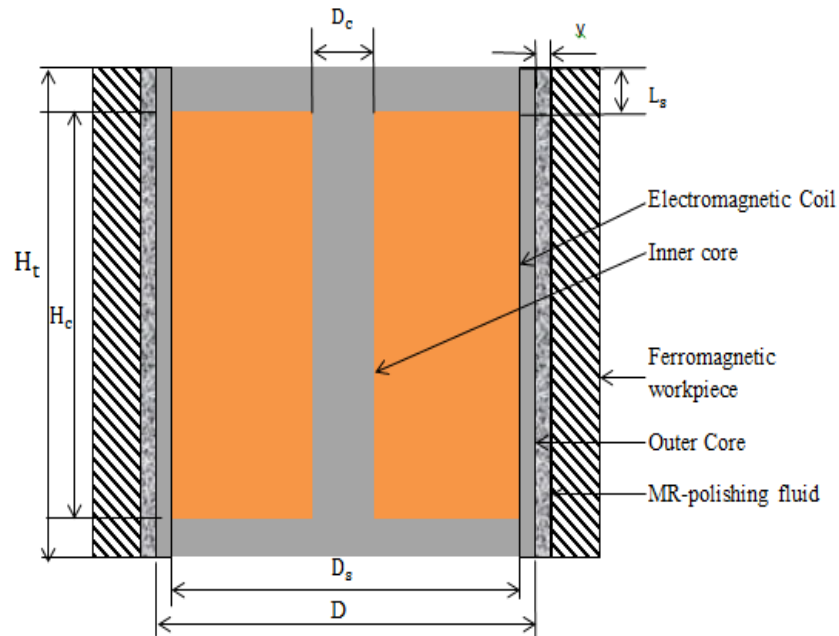 D_c
y
L_s
Electromagnetic Coil
Inner core
H_t
H_c
Ferromagnetic
workpiece
Outer Core
MR-polishing fluid
D_s
D